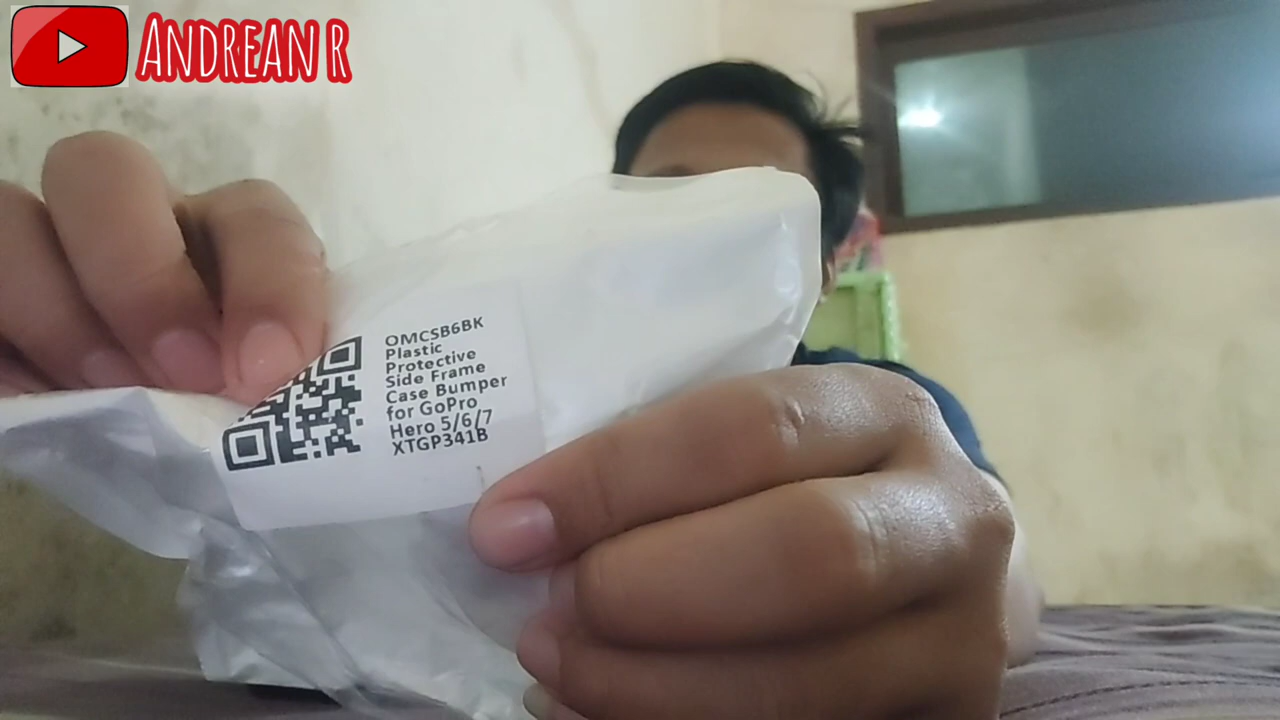 ANDREAN R
OMCSB6BK
Plastic
Protective
Side Frame
Case Bumper
for GoPro
Hero 5/6/7
XTGP341B